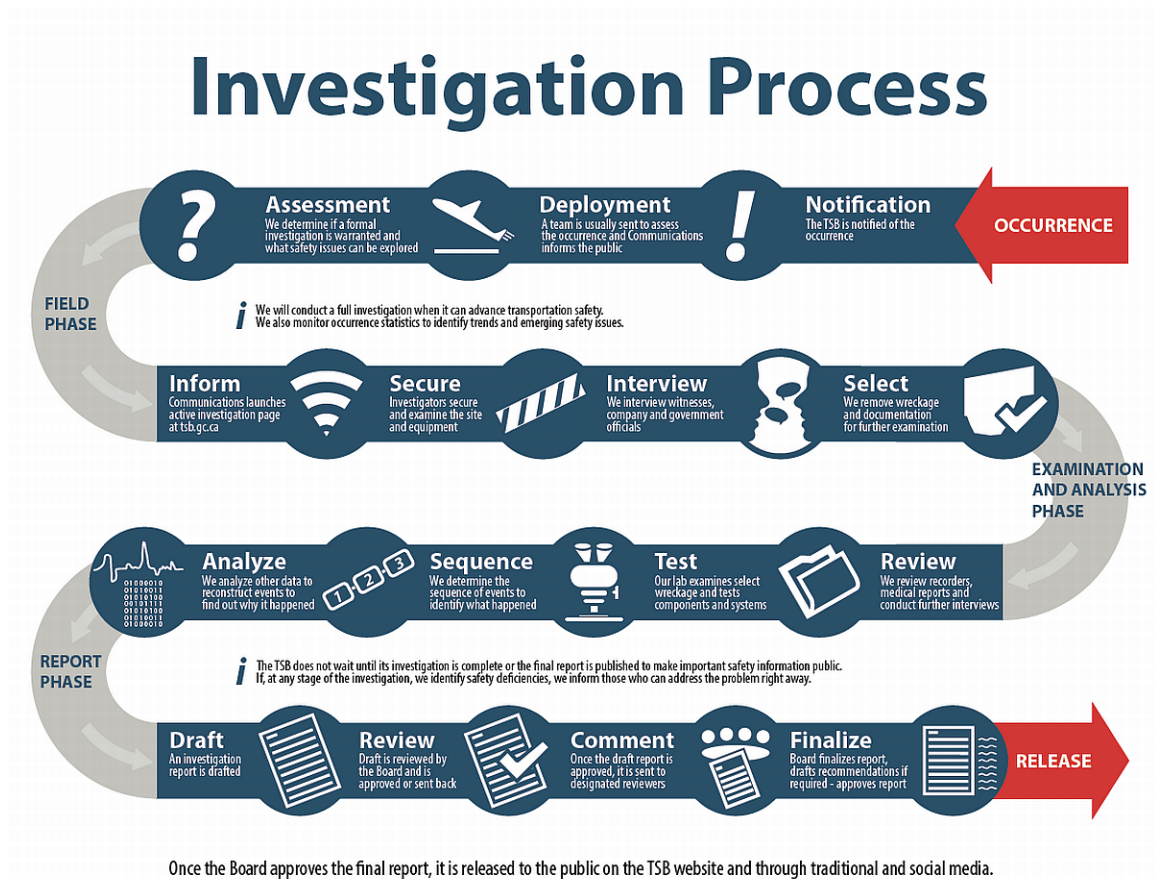 Investigation Process
OCCURRENCE
Notification
The TSB is notified of the
occurrence
Deployment
A team is usually sent to assess
the occurrence and Communications
informs the public
Assessment
We determine if a formal
investigation is warranted and
what safety issues can be explored
FIELD
PHASE
i
We will conduct a full investigation when it can advance transportation safety.
We also monitor occurrence statistics to identify trends and emerging safety issues.
Inform
Communications launches
active investigation page
at tsb.gc.ca
Secure
Investigators secure
and examine the site
and equipment
Interview
We interview witnesses,
company and government
officials
Select
We remove wreckage
and documentation
for further examination
EXAMINATION
AND ANALYSIS
PHASE
Review
We review recorders,
medical reports and
conduct further interviews
Test
Our lab examines select
wreckage and tests
components and systems
Sequence
We determine the
sequence of events to
identify what happened
1 2 3
Analyze
We analyze other data to
reconstruct events to
find out why it happened
REPORT
PHASE
i
The TSB does not wait until its investigation is complete or the final report is published to make important safety information public.
If, at any stage of the investigation, we identify safety deficiencies, we inform those who can address the problem right away.
Draft
An investigation
report is drafted
Review
Draft is reviewed by
the Board and is
approved or sent back
Comment
Once the draft report is
approved, it is sent to
designated reviewers
Finalize
Board finalizes report,
drafts recommendations if
required - approves report
RELEASE
Once the Board approves the final report, it is released to the public on the TSB website and through traditional and social media.